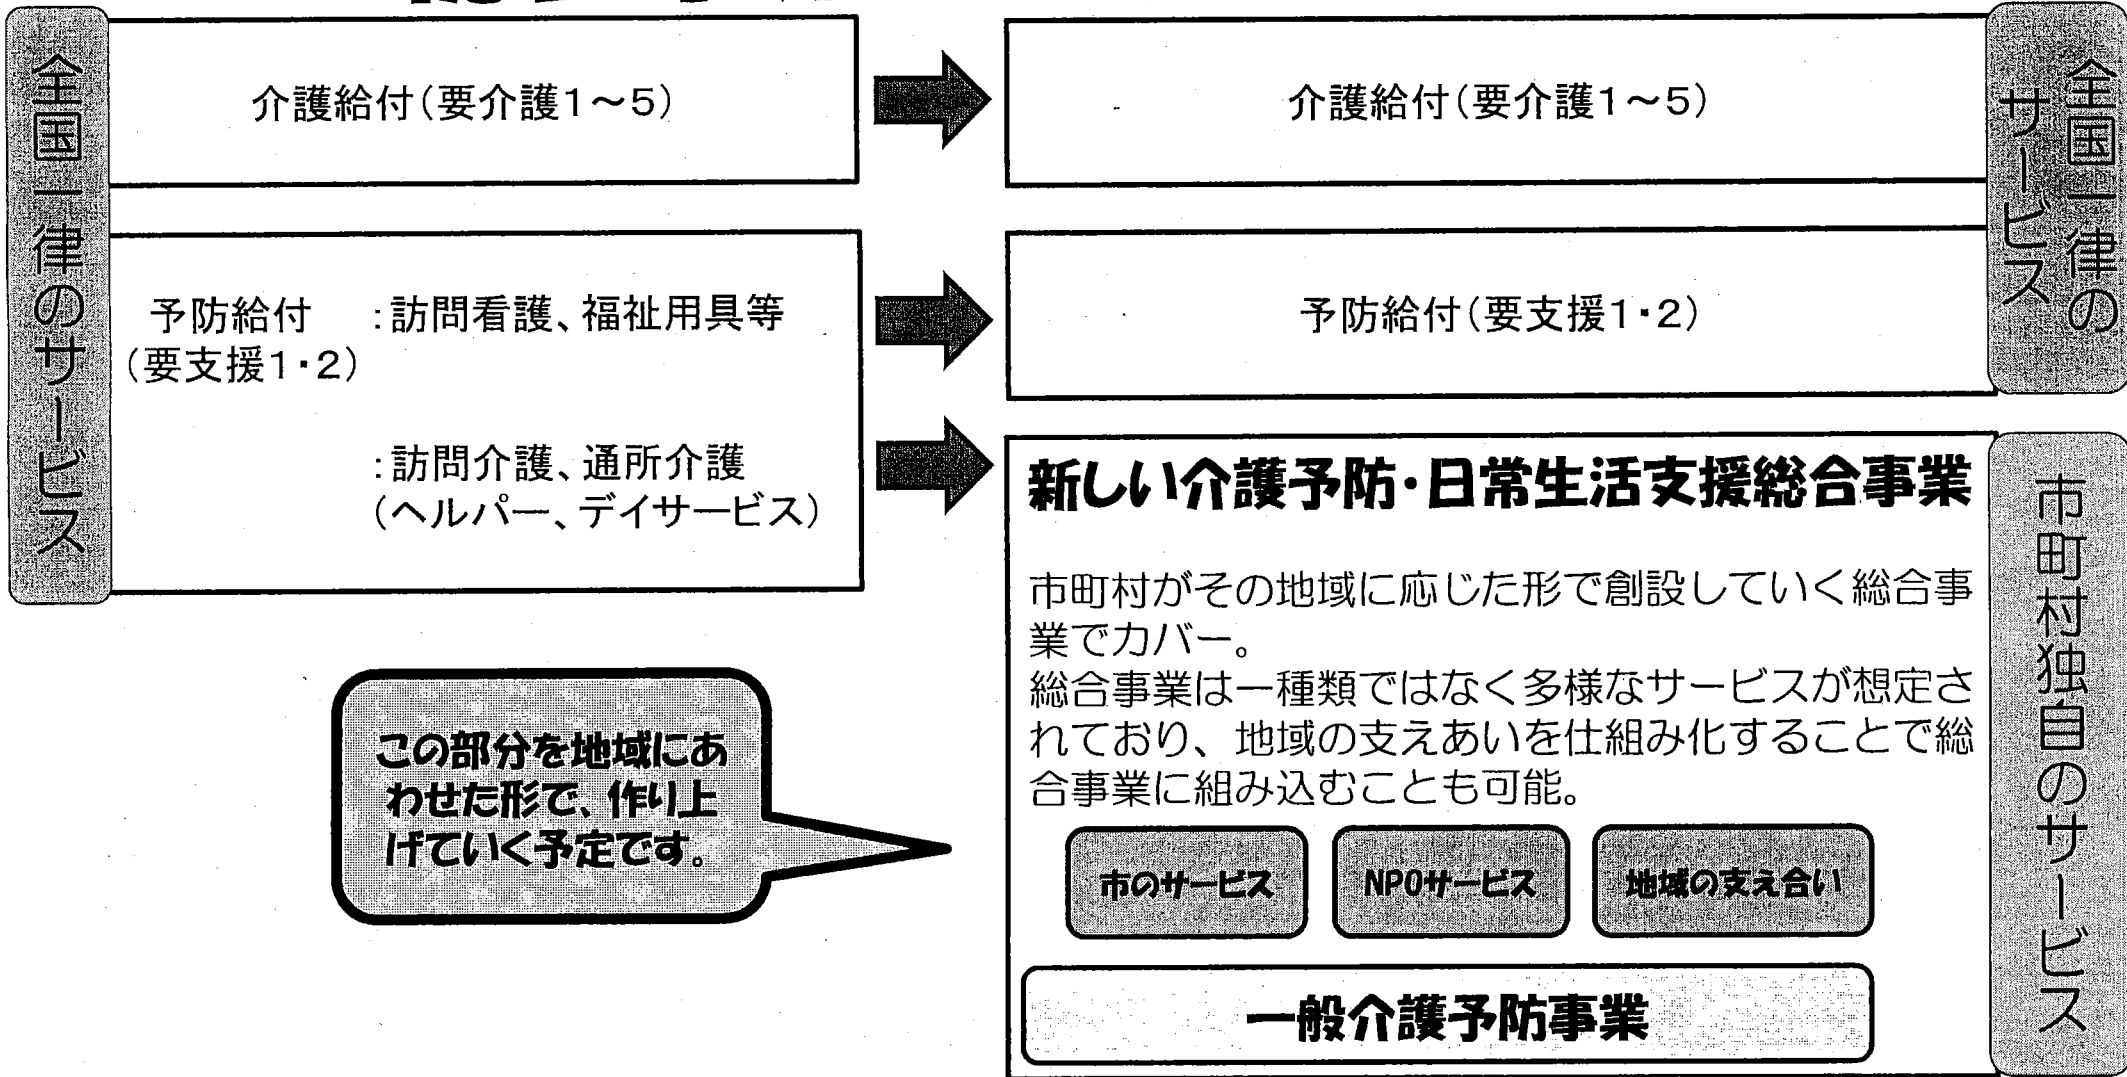 全国一律のサービス
介護給付(要介護1～5)
予防給付　:訪問看護、福祉用具等
(要支援1・2)
:訪問介護、通所介護
(ヘルパー、デイサービス)
介護給付(要介護1～5)
予防給付(要支援1・2)
全国一律の
サービス
新しい介護予防・日常生活支援総合事業
市町村がその地域に応じた形で創設していく総合事
業でカバー。
総合事業は一種類ではなく多様なサービスが想定さ
れており、地域の支えあいを仕組み化することで総
合事業に組み込むことも可能。
市のサービス
NPOサービス
地域の支え合い
一般介護予防事業
市町村独自のサービス
この部分を地域にあ
わせた形で、作り上
げていく予定です。